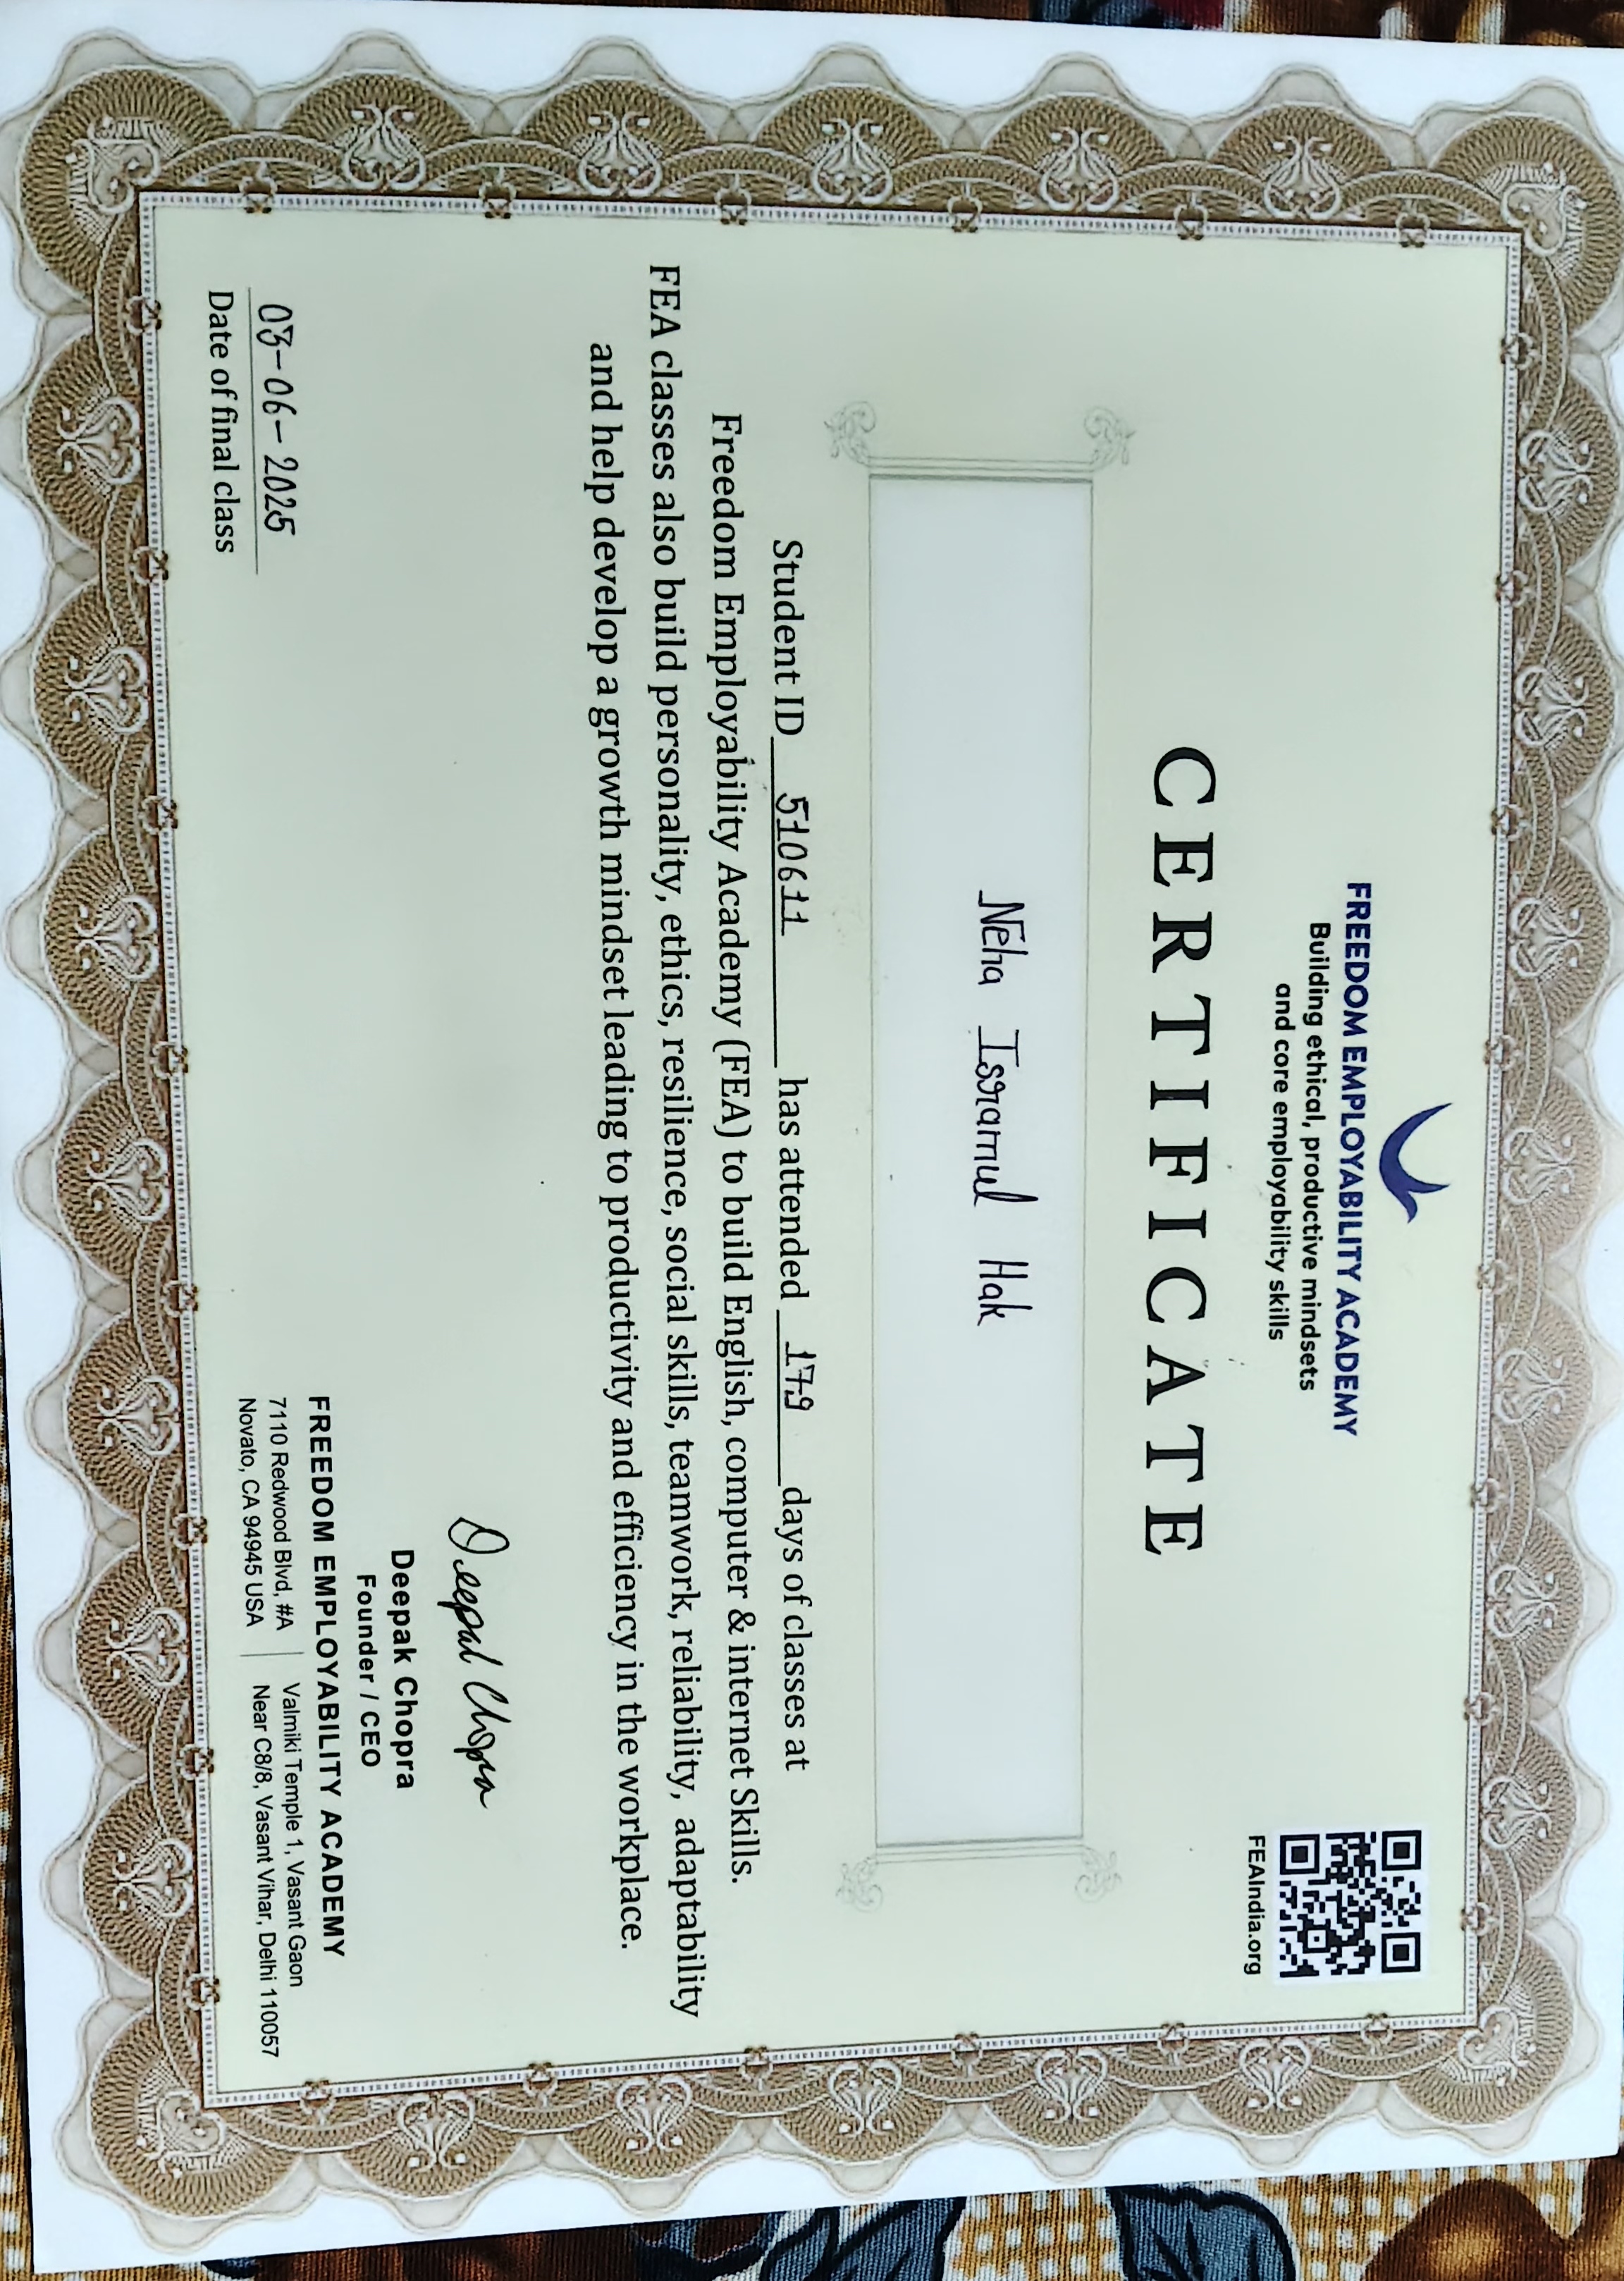 FREEDOM EMPLOYABILITY ACADEMY
Building ethical, productive mindsets
and core employability skills
FEAIndia.org
CERTIFICATE
Neha Issramul Hak
Student ID 510611 has attended 179 days of classes at
Freedom Employability Academy (FEA) to build English, computer & internet Skills.
FEA classes also build personality, ethics, resilience, social skills, teamwork, reliability, adaptability
and help develop a growth mindset leading to productivity and efficiency in the workplace.
Deepak Chopra
Deepak Chopra
Founder / CEO
FREEDOM EMPLOYABILITY ACADEMY
7110 Redwood Blvd, #A
Novato, CA 94945 USA
Valmiki Temple 1, Vasant Gaon
Near C8/8, Vasant Vihar, Delhi 110057
03-06-2025
Date of final class